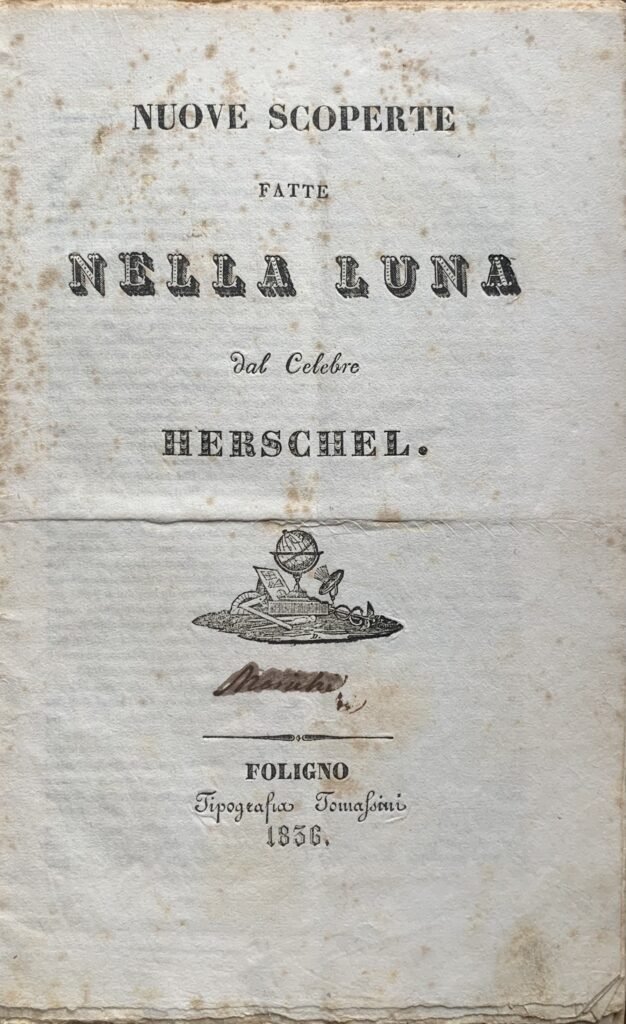 NUOVE SCOPERTE
FATTE
NELLA LUNA
dal Celebre
HERSCHEL.
FOLIGNO
Tipografia Tomaſsini
1836.